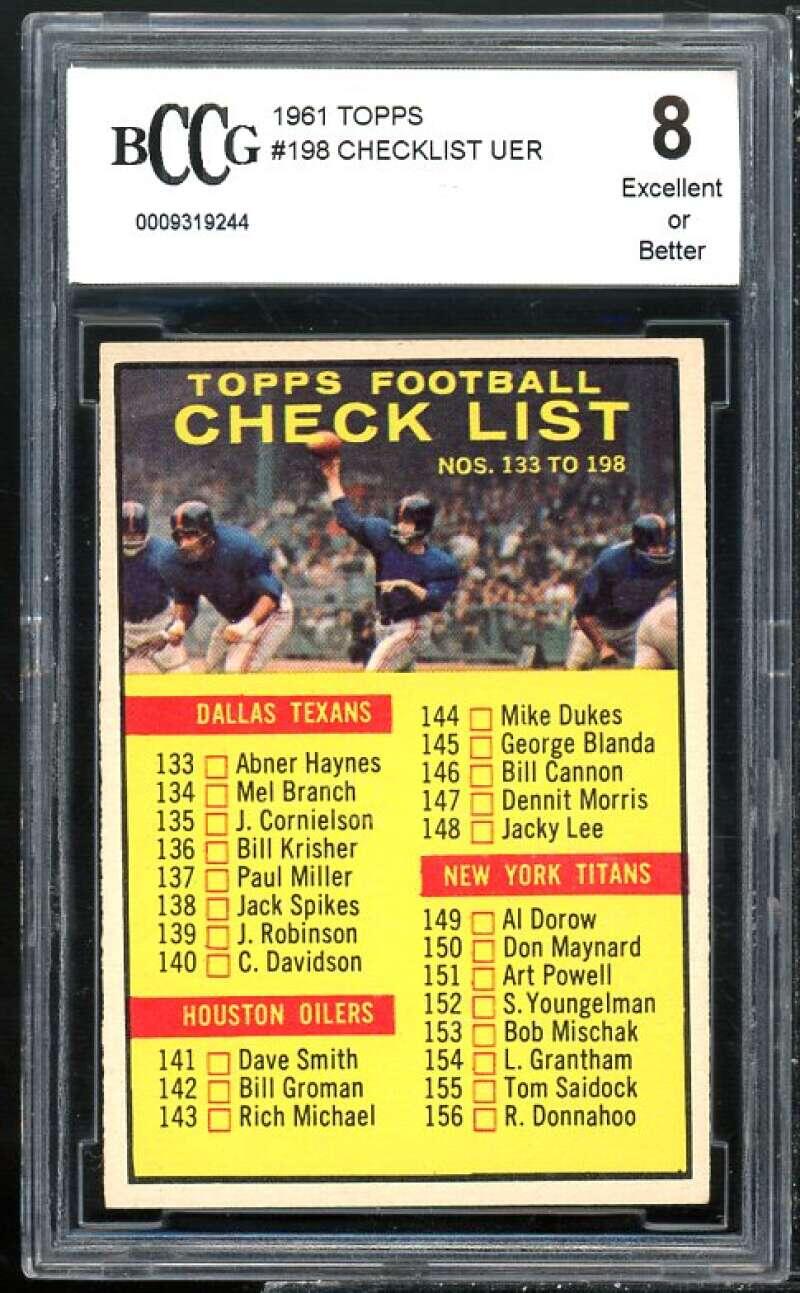 BCCG
1961 TOPPS
#198 CHECKLIST UER
0009319244
8
Excellent
or
Better
TOPPS FOOTBALL
CHECK LIST
NOS. 133 TO 198
DALLAS TEXANS
133 Abner Haynes
134 Mel Branch
135 J. Cornielson
136 Bill Krisher
137 Paul Miller
138 Jack Spikes
139 J. Robinson
140 C. Davidson
HOUSTON OILERS
141 Dave Smith
142 Bill Groman
143 Rich Michael
144 Mike Dukes
145 George Blanda
146 Bill Cannon
147 Dennit Morris
148 Jacky Lee
NEW YORK TITANS
149 Al Dorow
150 Don Maynard
151 Art Powell
152 S. Youngelman
153 Bob Mischak
154 L. Grantham
155 Tom Saidock
156 R. Donnahoo